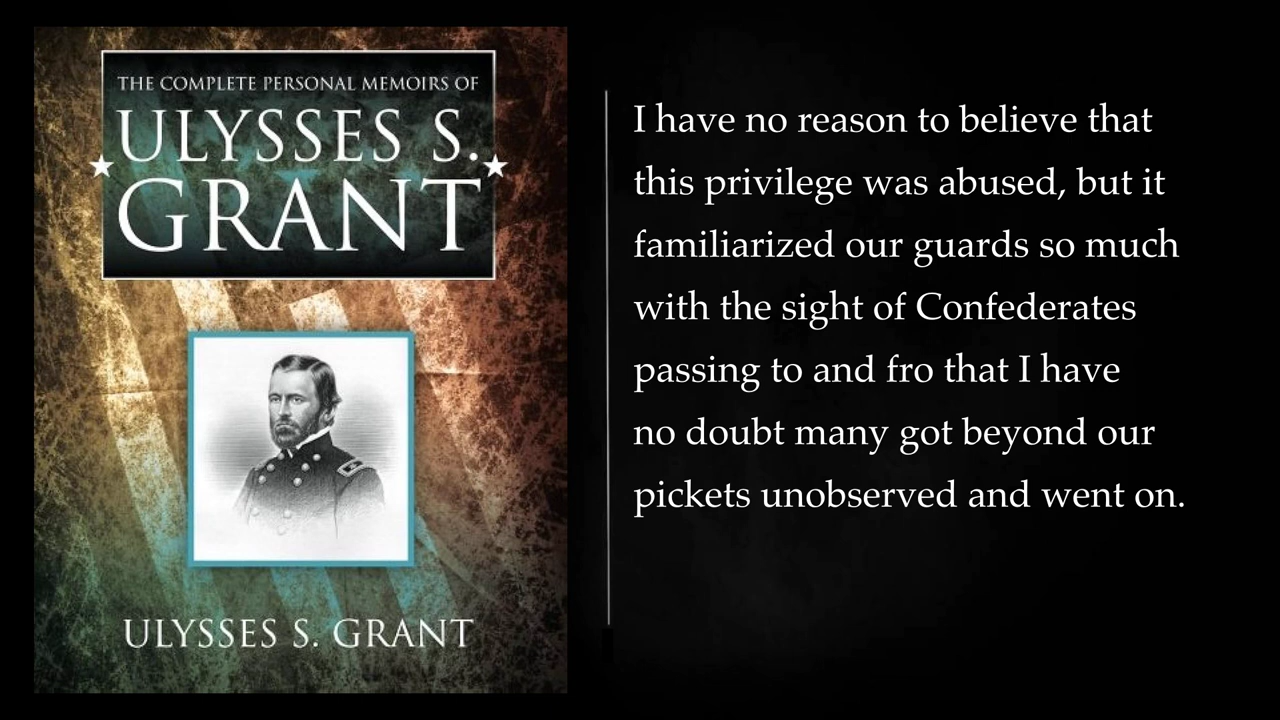 THE COMPLETE PERSONAL MEMOIRS OF
ULYSSES S.
GRANT
ULYSSES S. GRANT
I have no reason to believe that
this privilege was abused, but it
familiarized our guards so much
with the sight of Confederates
passing to and fro that I have
no doubt many got beyond our
pickets unobserved and went on.